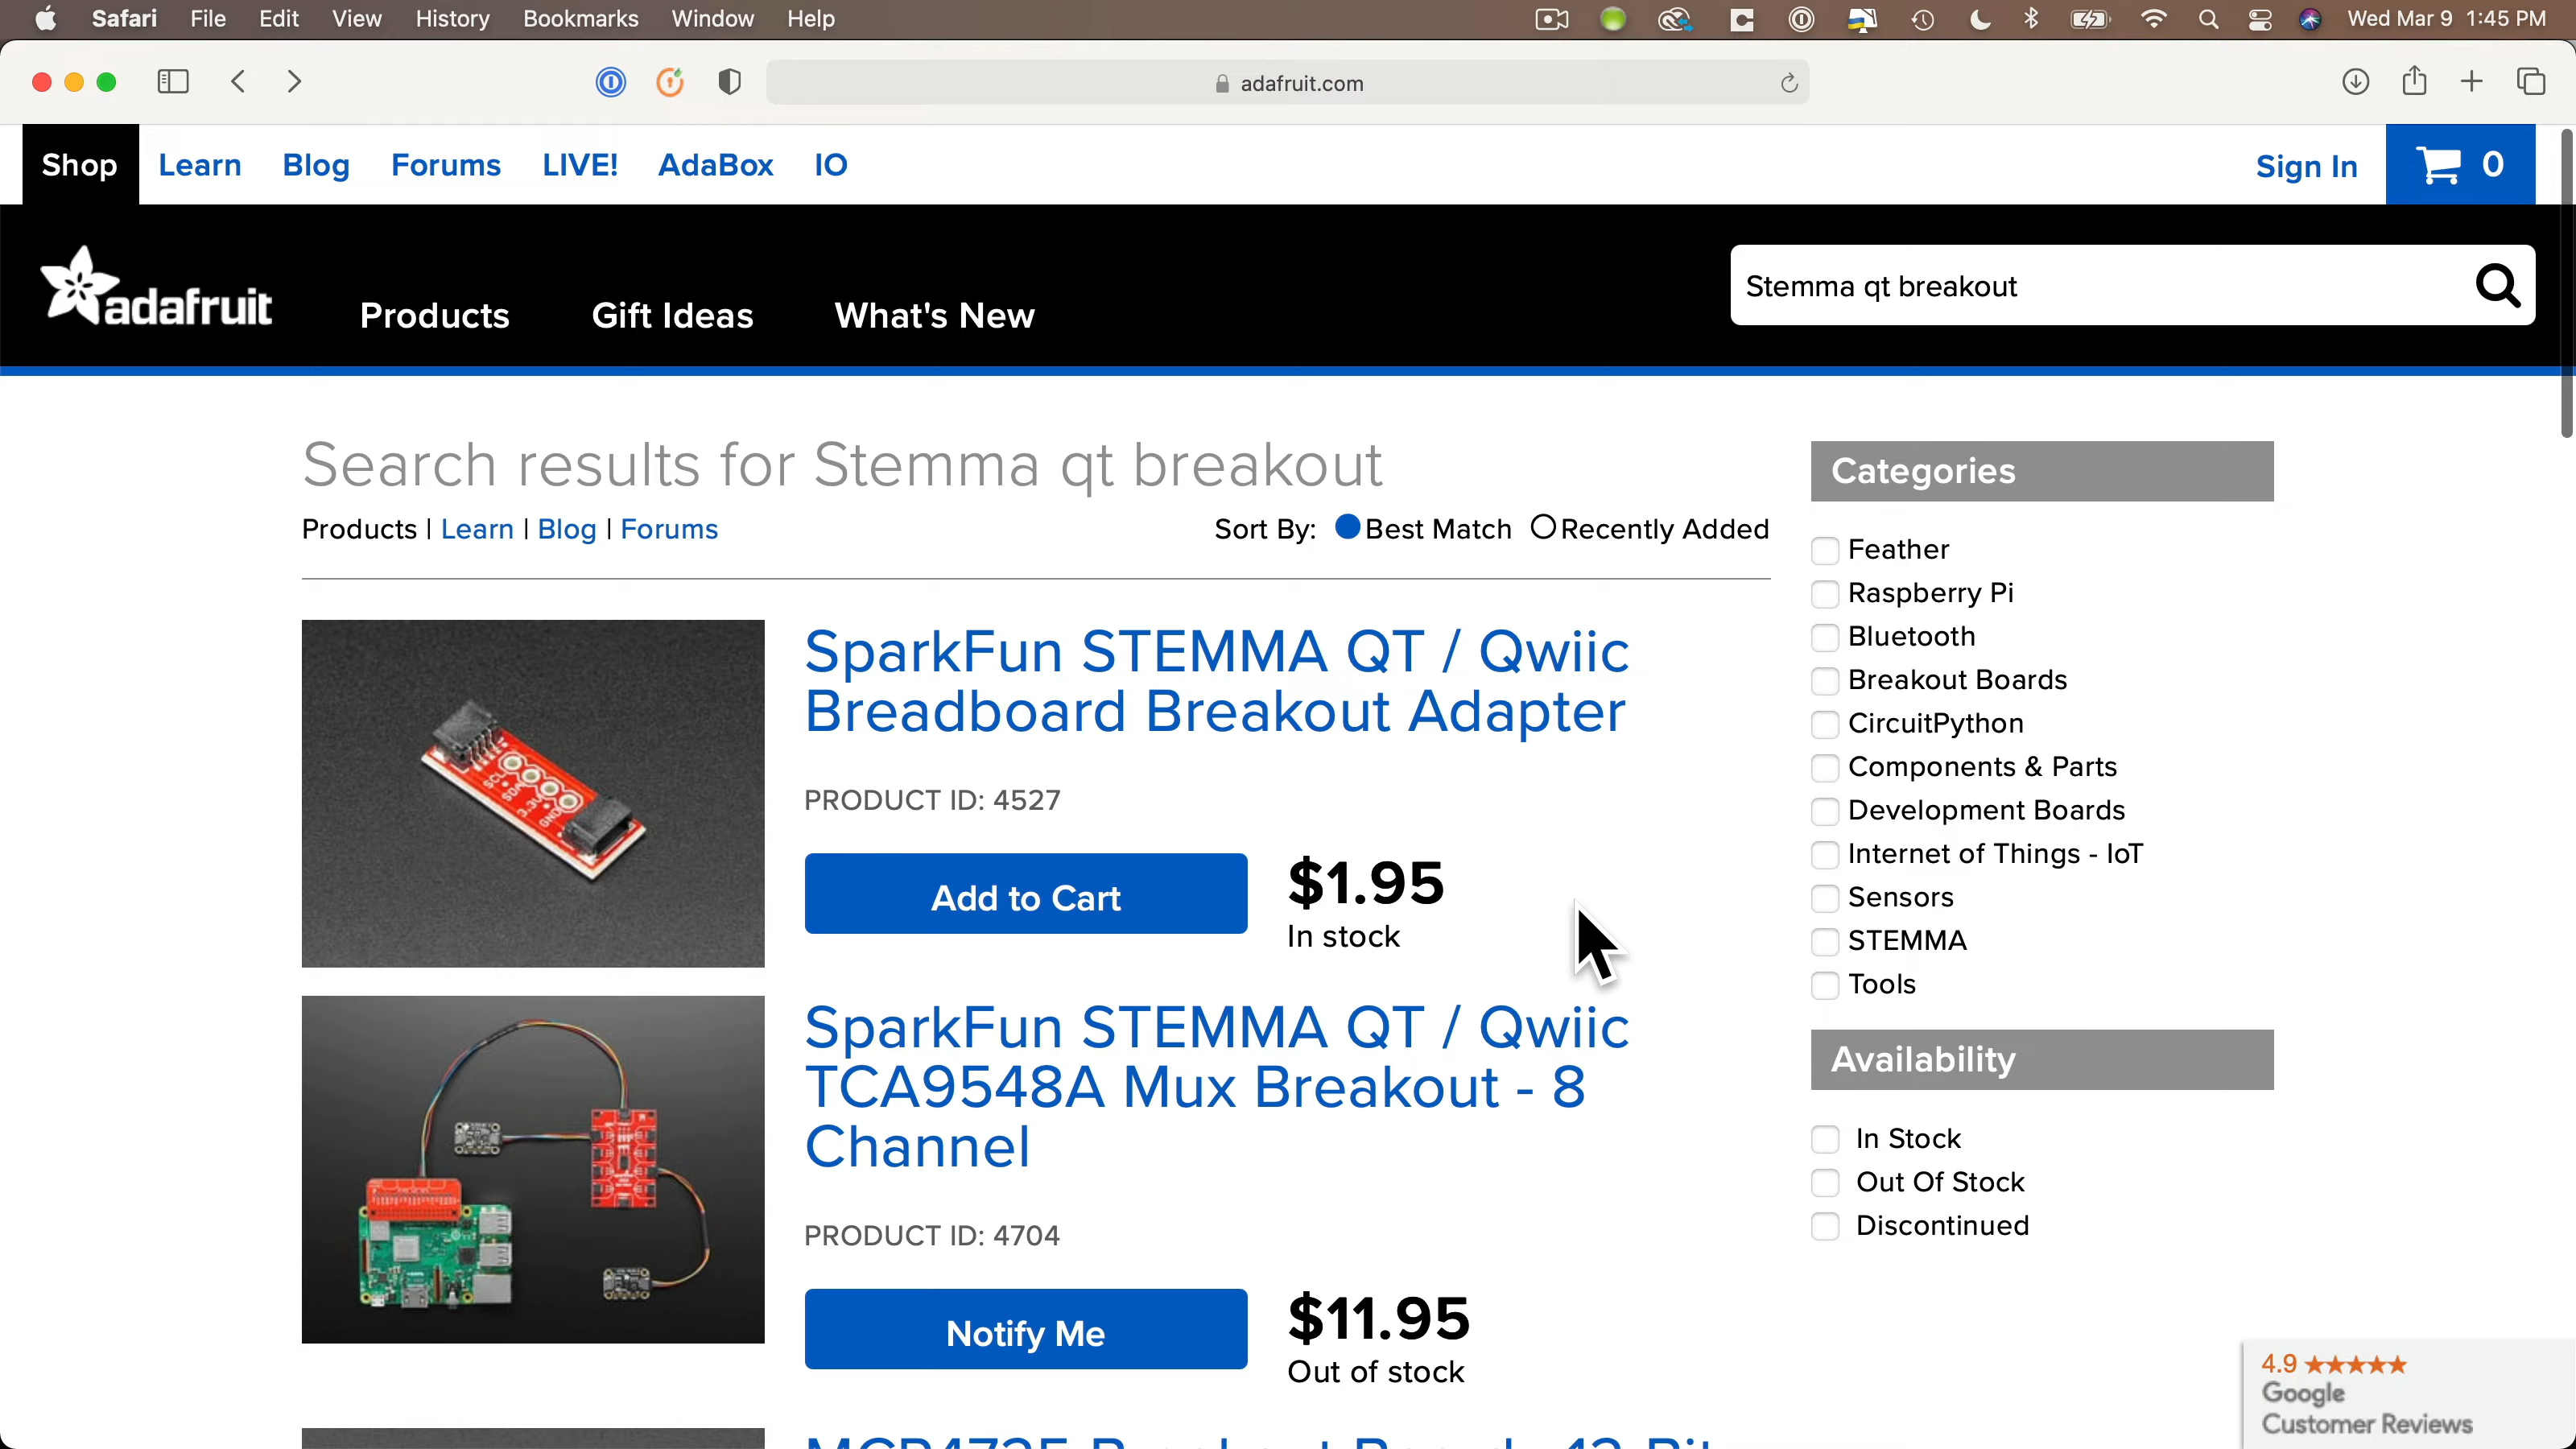 Safari File Edit View History Bookmarks Window Help Wed Mar 9 1:45 PM
adafruit.com
Shop Learn Blog Forums LIVE! AdaBox IO Sign In 0
adafruit Products Gift Ideas What's New Stemma qt breakout
Search results for Stemma qt breakout
Products | Learn | Blog | Forums Sort By: Best Match Recently Added
SparkFun STEMMA QT / Qwiic
Breadboard Breakout Adapter
PRODUCT ID: 4527
Add to Cart $1.95
In stock
SCL
SDA
3.3V
GND
SparkFun STEMMA QT / Qwiic
TCA9548A Mux Breakout - 8
Channel
PRODUCT ID: 4704
Notify Me $11.95
Out of stock
Categories
Feather
Raspberry Pi
Bluetooth
Breakout Boards
CircuitPython
Components & Parts
Development Boards
Internet of Things - IoT
Sensors
STEMMA
Tools
Availability
In Stock
Out Of Stock
Discontinued
4.9 ★★★★★
Google
Customer Reviews